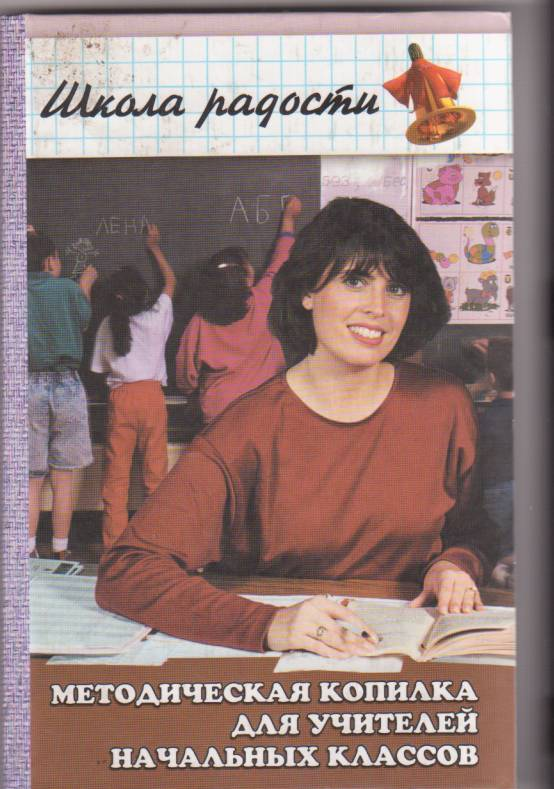 Школа радости
ЛЕНА
АБВ
МЕТОДИЧЕСКАЯ КОПИЛКА
ДЛЯ УЧИТЕЛЕЙ
НАЧАЛЬНЫХ КЛАССОВ